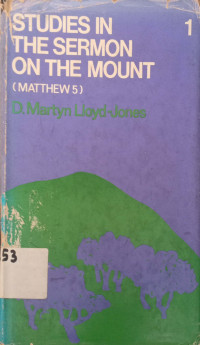 STUDIES IN 1
THE SERMON
ON THE MOUNT
(MATTHEW 5)
D. Martyn Lloyd-Jones
53